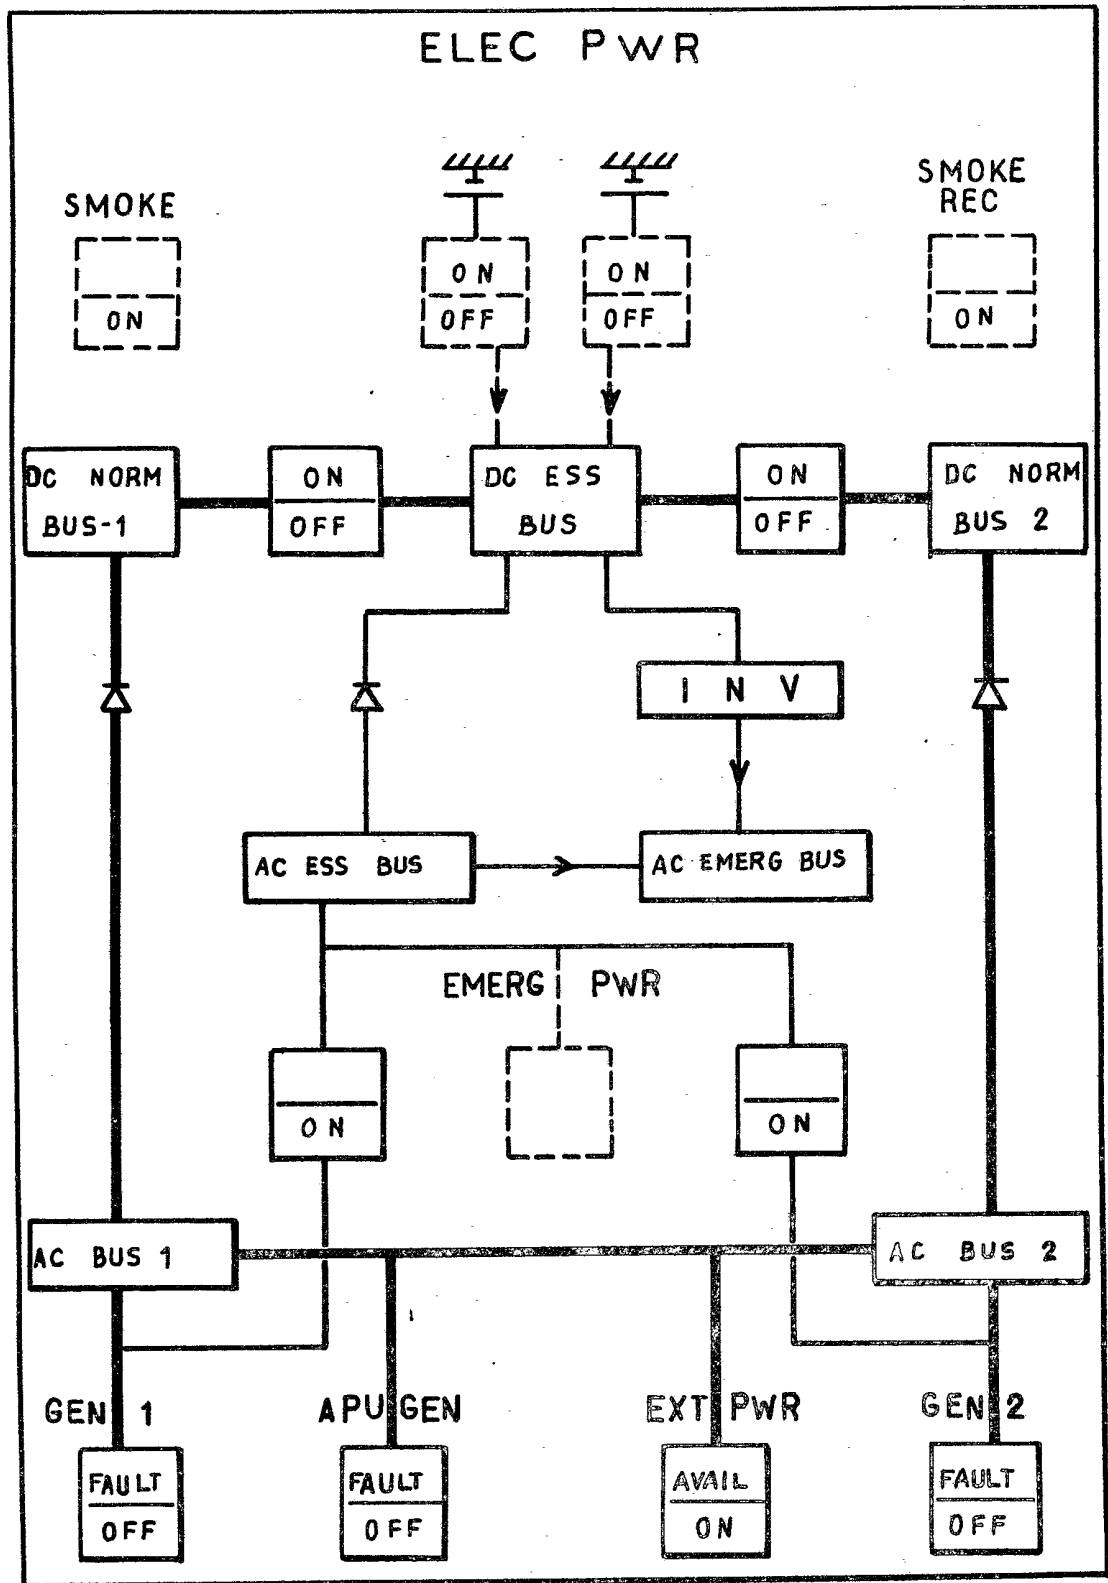 ELEC PWR
SMOKE
ON
ON
OFF
ON
OFF
SMOKE
REC
ON
DC NORM
BUS-1
ON
OFF
DC ESS
BUS
ON
OFF
DC NORM
BUS 2
I N V
AC ESS BUS
AC EMERG BUS
EMERG PWR
ON
ON
AC BUS 1
AC BUS 2
GEN 1
APU GEN
EXT PWR
GEN 2
FAULT
OFF
FAULT
OFF
AVAIL
ON
FAULT
OFF